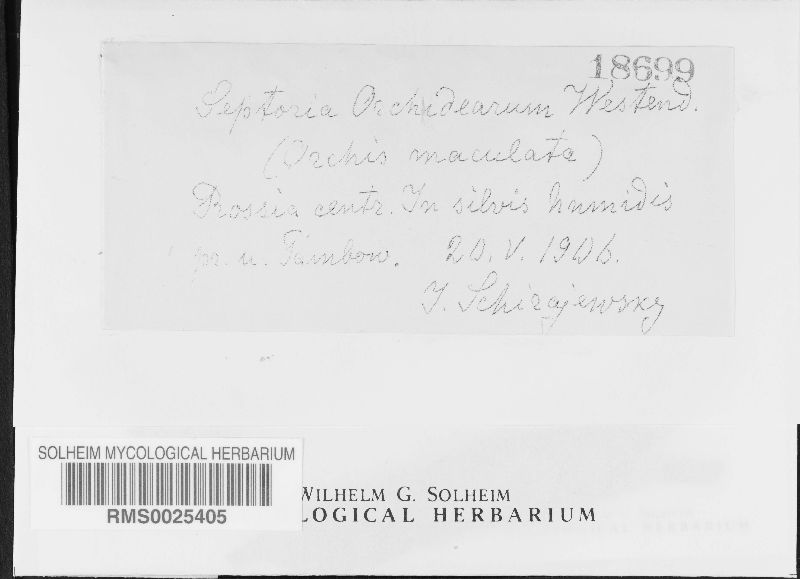 18699
Septoria Orchidearum Westend.
(Orchis maculata)
Rossia centr. In silvis humidis
pr. u. Tambow. 20. V. 1906.
J. Schirajewsky
SOLHEIM MYCOLOGICAL HERBARIUM
RMS0025405
WILHELM G. SOLHEIM
LOGICAL HERBARIUM